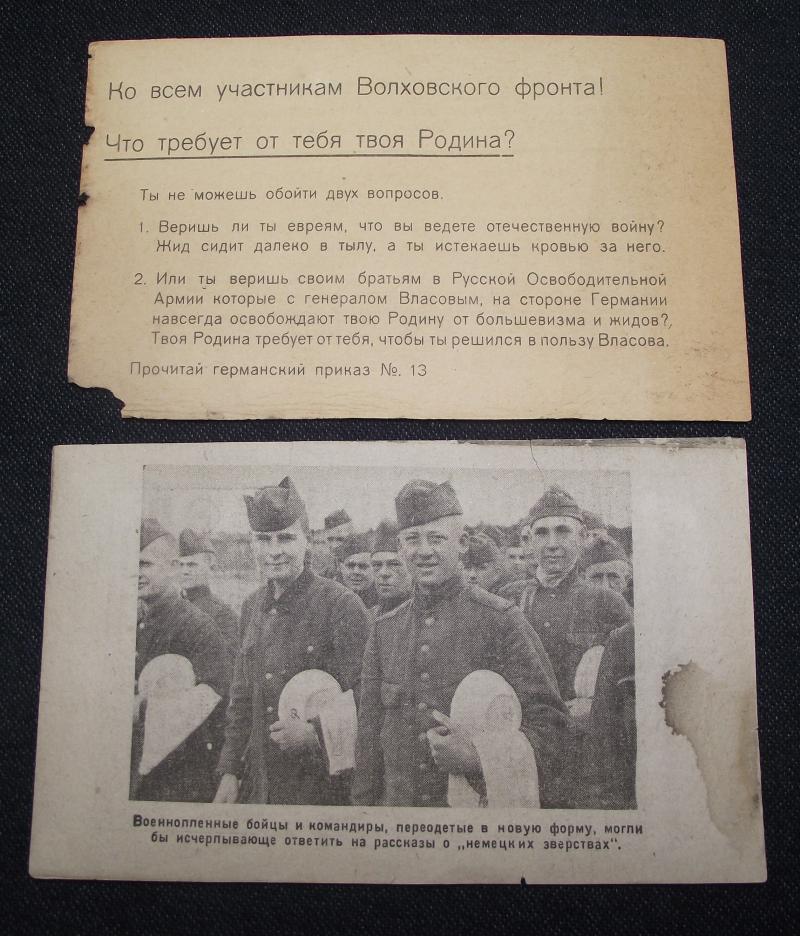 Ко всем участникам Волховского фронта!
Что требует от тебя твоя Родина?
Ты не можешь обойти двух вопросов.
1. Веришь ли ты евреям, что вы ведете отечественную войну?
Жид сидит далеко в тылу, а ты истекаешь кровью за него.
2. Или ты веришь своим братьям в Русской Освободительной
Армии которые с генералом Власовым, на стороне Германии
навсегда освобождают твою Родину от большевизма и жидов?,
Твоя Родина требует от тебя, чтобы ты решился в пользу Власова.
Прочитай германский приказ №. 13
Военнопленные бойцы и командиры, переодетые в новую форму, могли
бы исчерпывающе ответить на рассказы о „немецких зверствах".